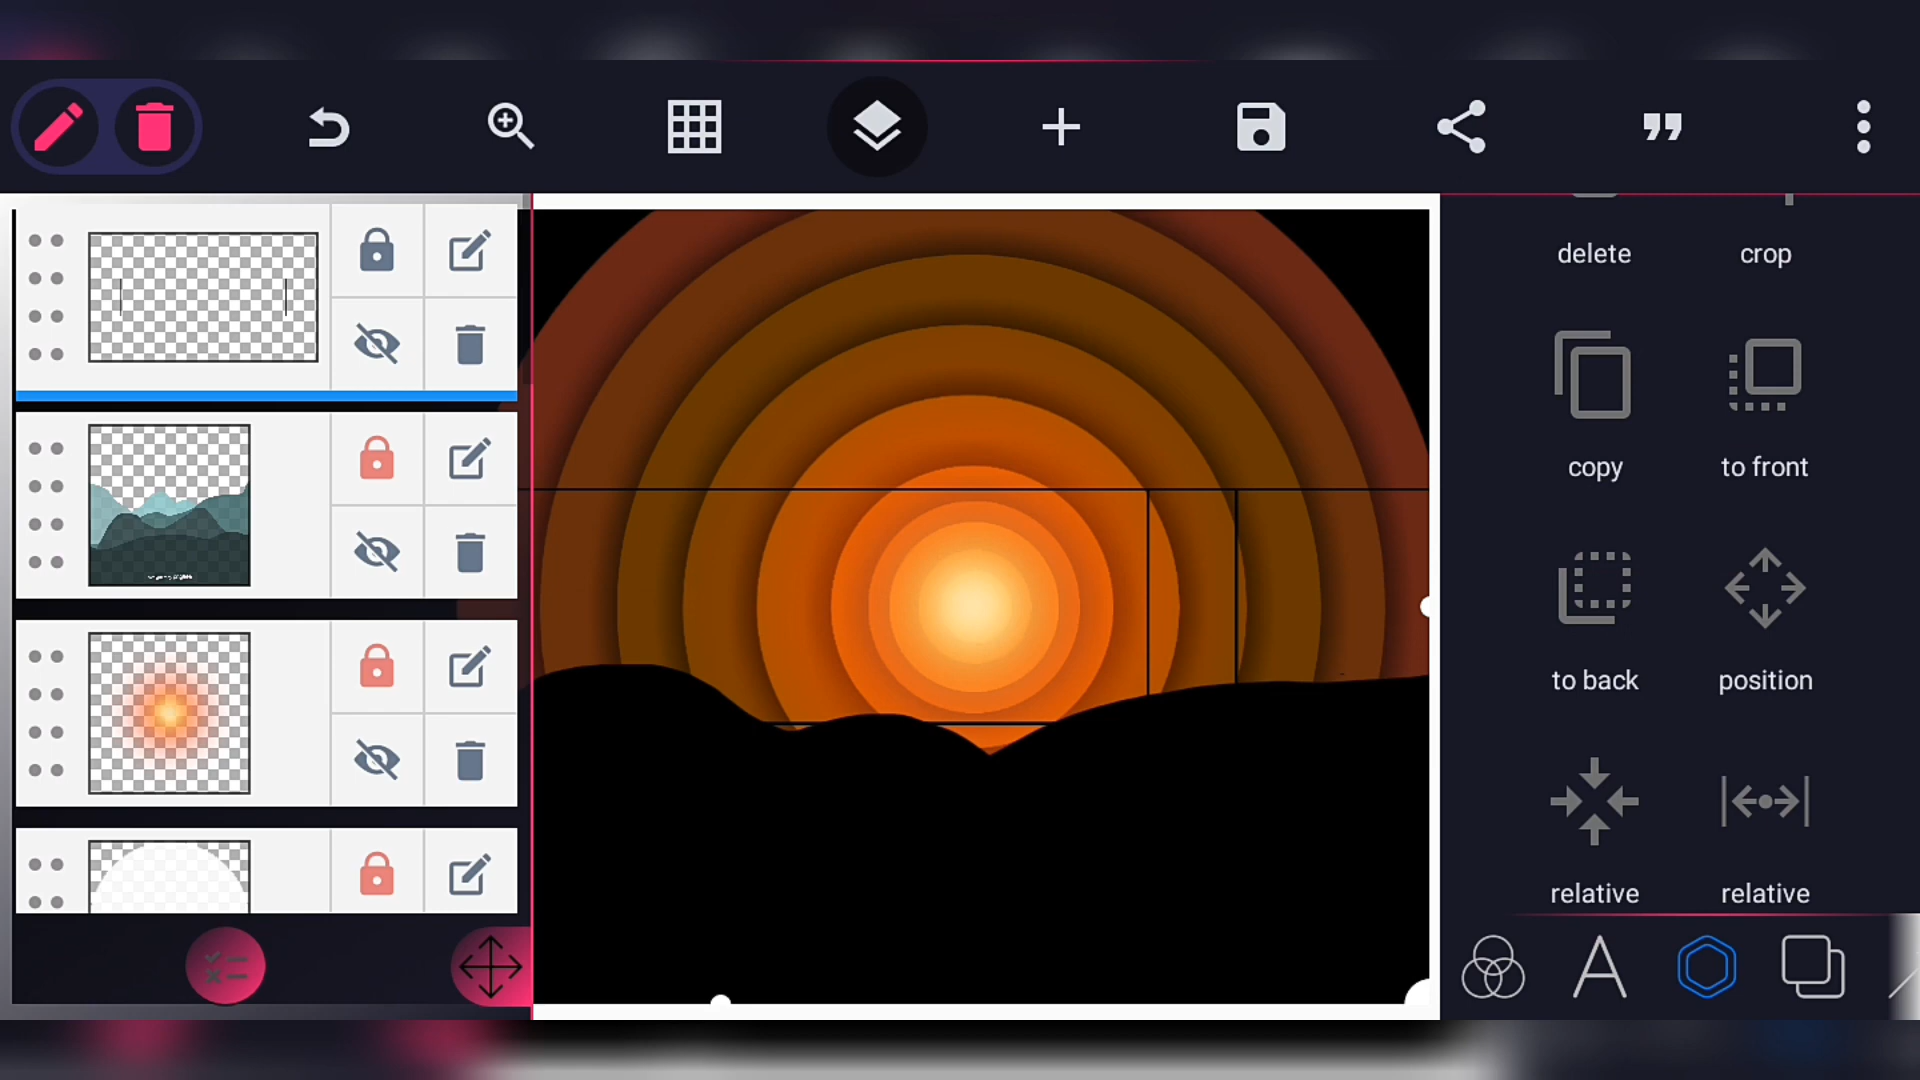 delete
crop
copy
to front
to back
position
relative
relative